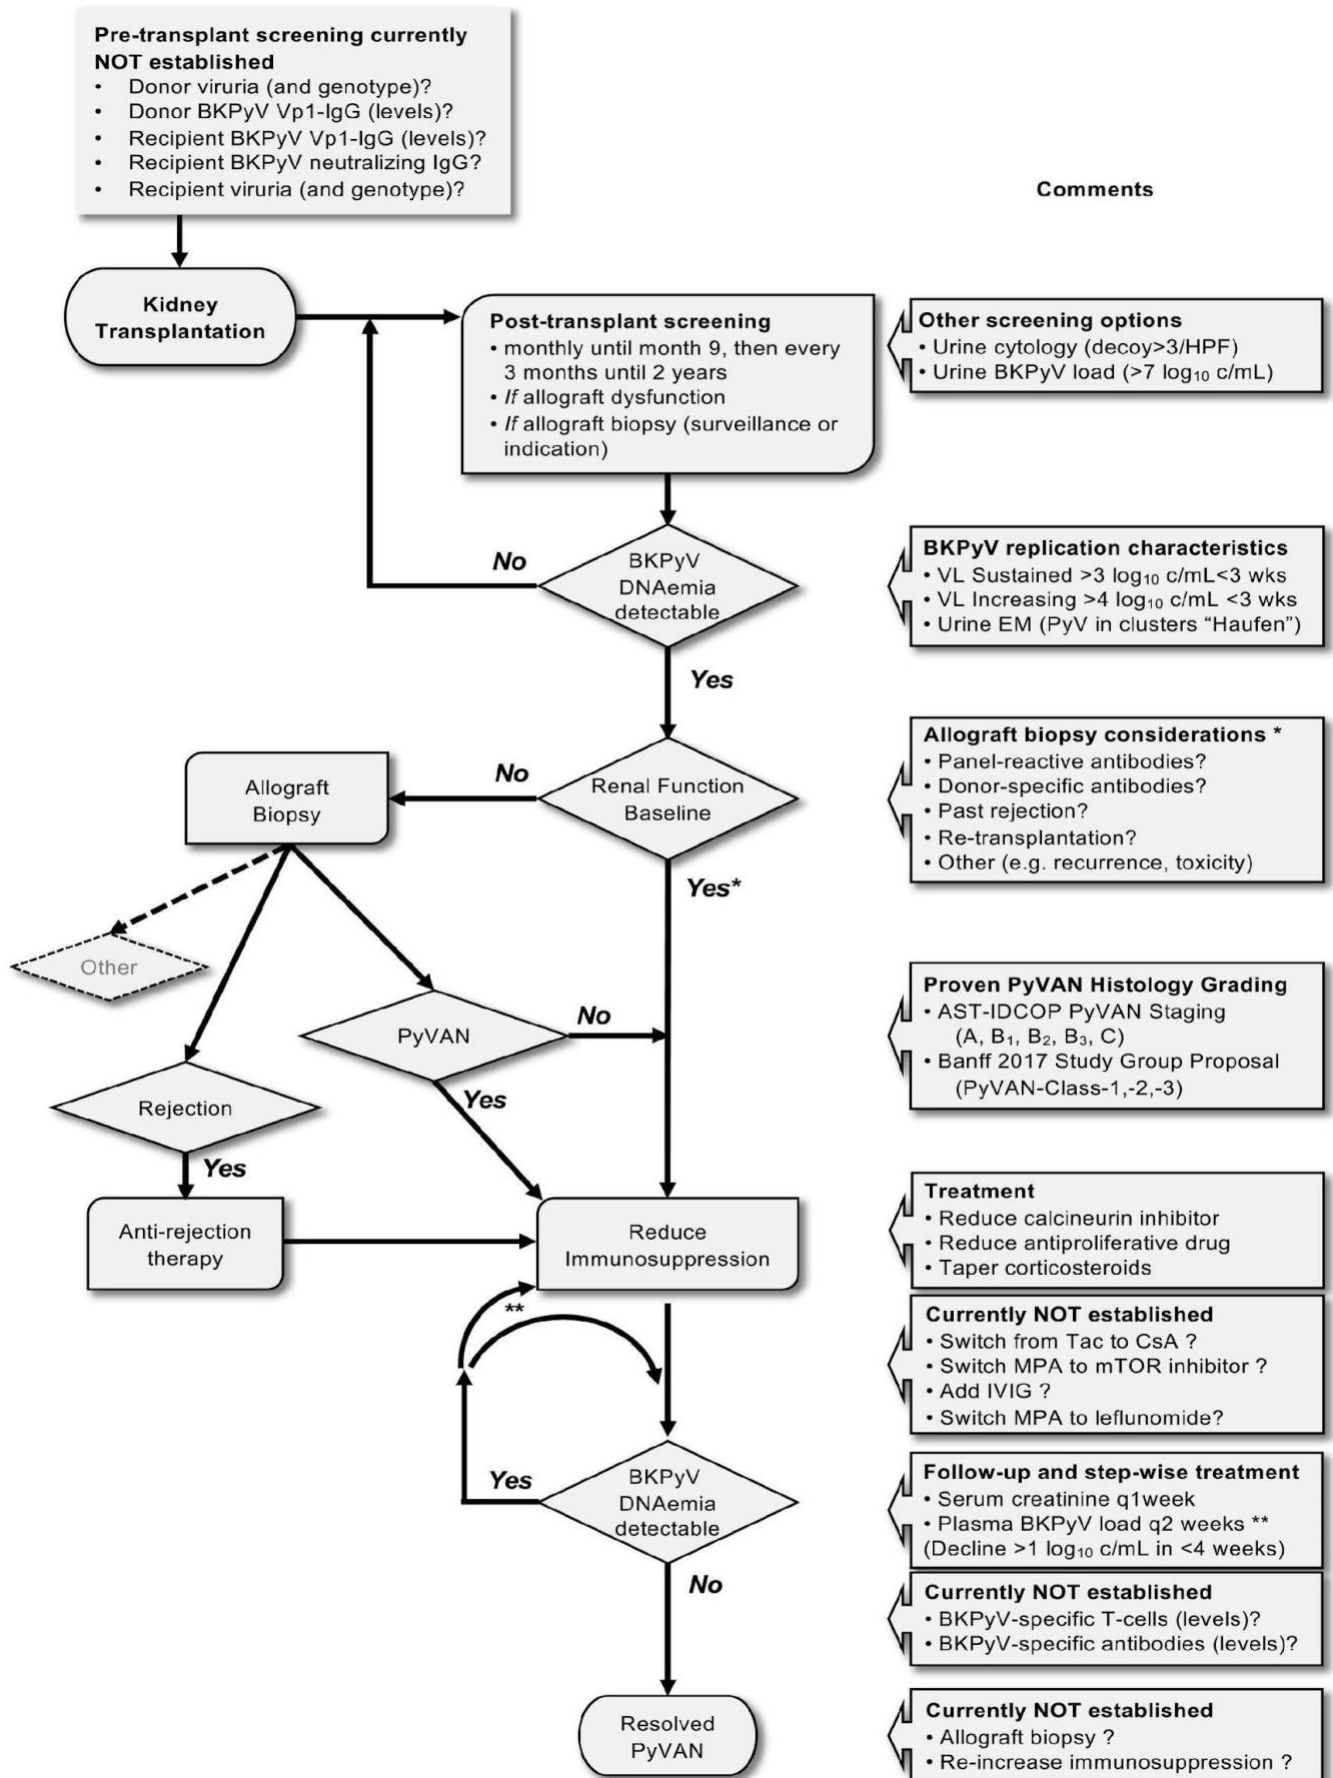 Pre-transplant screening currently
NOT established
• Donor viruria (and genotype)?
• Donor BKPyV Vp1-IgG (levels)?
• Recipient BKPyV Vp1-IgG (levels)?
• Recipient BKPyV neutralizing IgG?
• Recipient viruria (and genotype)?
Comments
Kidney
Transplantation
Post-transplant screening
• monthly until month 9, then every
3 months until 2 years
• If allograft dysfunction
• If allograft biopsy (surveillance or
indication)
Other screening options
• Urine cytology (decoy>3/HPF)
• Urine BKPyV load (>7 log₁₀ c/mL)
No
BKPyV
DNAemia
detectable
Yes
BKPyV replication characteristics
• VL Sustained >3 log₁₀ c/mL<3 wks
• VL Increasing >4 log₁₀ c/mL <3 wks
• Urine EM (PyV in clusters “Haufen”)
Allograft
Biopsy
No
Renal Function
Baseline
Yes*
Allograft biopsy considerations *
• Panel-reactive antibodies?
• Donor-specific antibodies?
• Past rejection?
• Re-transplantation?
• Other (e.g. recurrence, toxicity)
Other
PyVAN
No
Yes
Rejection
Yes
Proven PyVAN Histology Grading
• AST-IDCOP PyVAN Staging
(A, B₁, B₂, B₃, C)
• Banff 2017 Study Group Proposal
(PyVAN-Class-1,-2,-3)
Anti-rejection
therapy
Reduce
Immunosuppression
Treatment
• Reduce calcineurin inhibitor
• Reduce antiproliferative drug
• Taper corticosteroids
**
Currently NOT established
• Switch from Tac to CsA ?
• Switch MPA to mTOR inhibitor ?
• Add IVIG ?
• Switch MPA to leflunomide?
Yes
BKPyV
DNAemia
detectable
No
Follow-up and step-wise treatment
• Serum creatinine q1week
• Plasma BKPyV load q2 weeks **
(Decline >1 log₁₀ c/mL in <4 weeks)
Currently NOT established
• BKPyV-specific T-cells (levels)?
• BKPyV-specific antibodies (levels)?
Resolved
PyVAN
Currently NOT established
• Allograft biopsy ?
• Re-increase immunosuppression ?